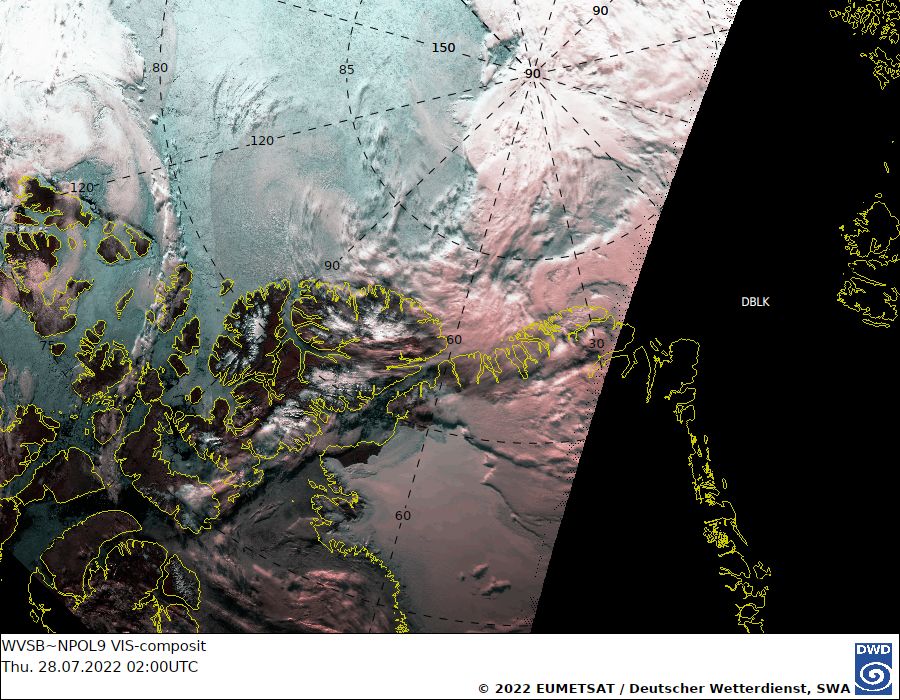 90
150
90
80
85
120
120
90
DBLK
60
30
7
60
WVSB~NPOL9 VIS-composit
Thu. 28.07.2022 02:00UTC
DWD
© 2022 EUMETSAT / Deutscher Wetterdienst, SWA